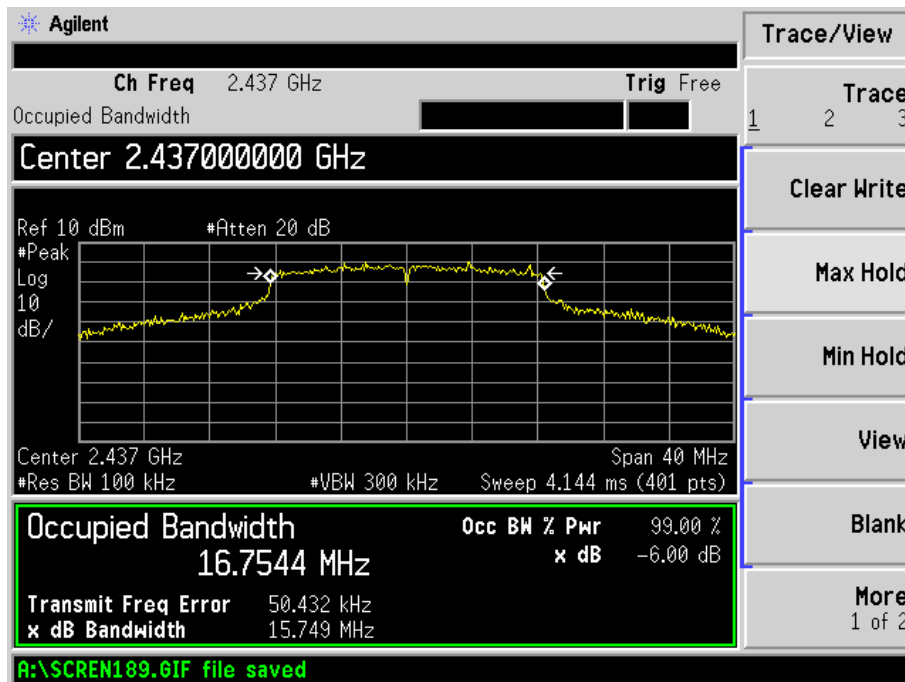 Agilent
Trace/View
Ch Freq 2.437 GHz Trig Free
Occupied Bandwidth
Trace
1 2 3
Center 2.437000000 GHz
Clear Write
Ref 10 dBm #Atten 20 dB
#Peak
Log
10
dB/
Max Hold
Min Hold
View
Center 2.437 GHz Span 40 MHz
#Res BW 100 kHz #VBW 300 kHz Sweep 4.144 ms (401 pts)
Occupied Bandwidth
16.7544 MHz
Occ BW % Pwr 99.00 %
x dB -6.00 dB
Blank
Transmit Freq Error 50.432 kHz
x dB Bandwidth 15.749 MHz
More
1 of 2
A:\SCREN189.GIF file saved